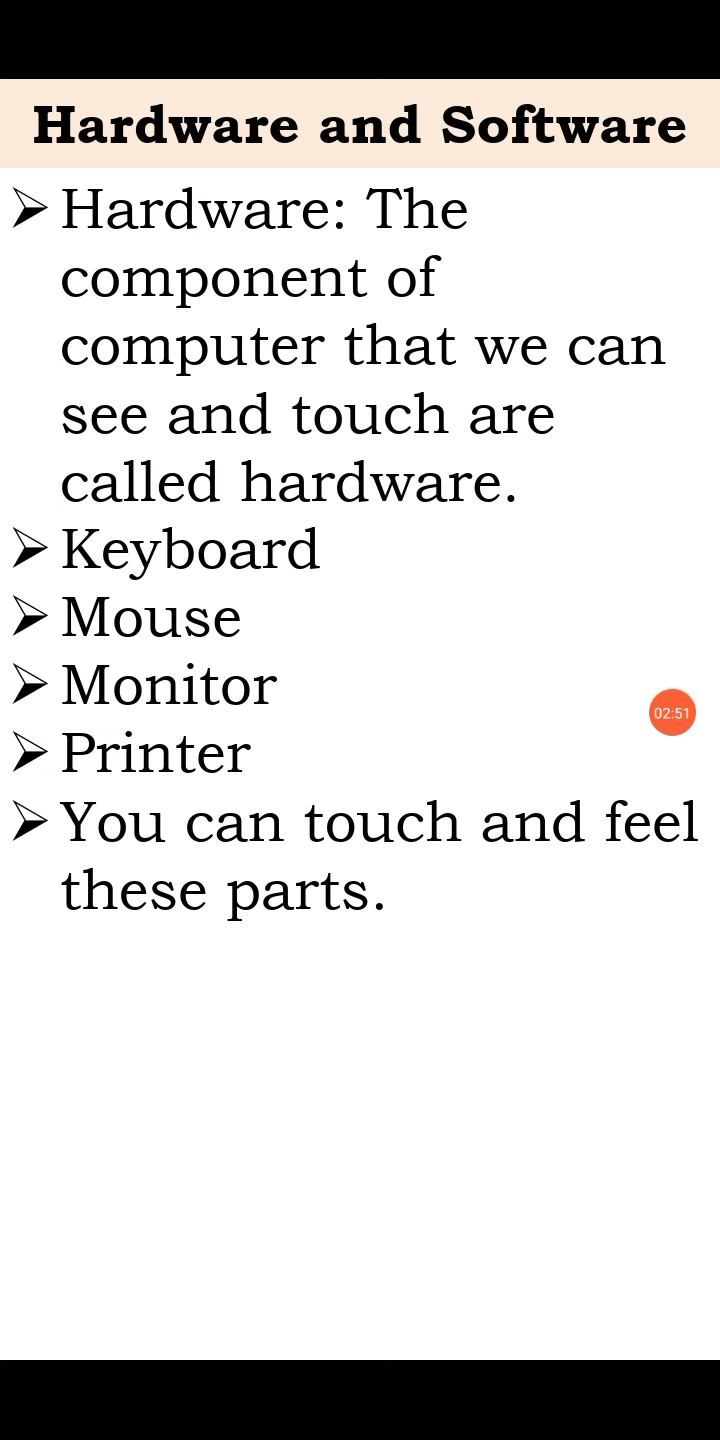 Hardware and Software
➢ Hardware: The
component of
computer that we can
see and touch are
called hardware.
➢ Keyboard
➢ Mouse
➢ Monitor
➢ Printer
➢ You can touch and feel
these parts.
02:51